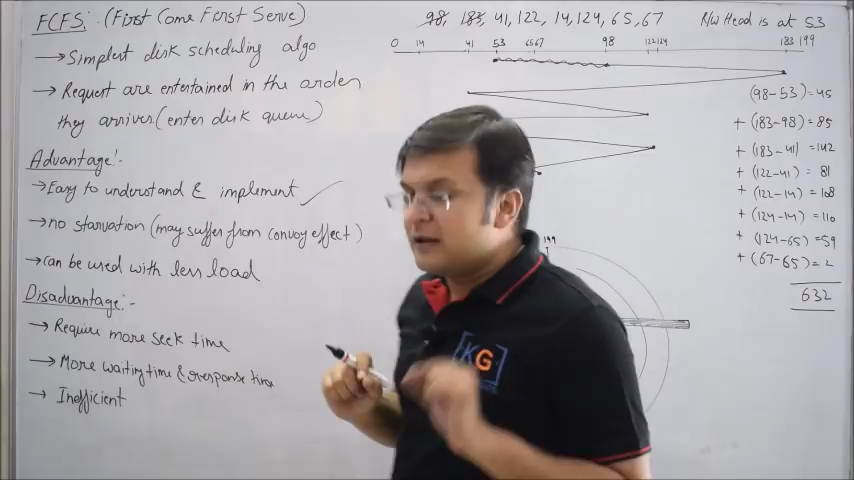 FCFS: (First Come First Serve)
→ Simplest disk scheduling algo
→ Request are entertained in the order
they arrives (enter disk queue)
Advantage:-
→ Easy to understand & implement
→ no starvation (may suffer from convoy effect)
→ can be used with less load
Disadvantage:-
→ Require more seek time
→ More waiting time & response time
→ Inefficient
98, 183, 41, 122, 14, 124, 65, 67
R/W Head is at 53
0 14 41 53 65 67 98 122 124 183 199
(98-53) = 45
+ (183-98) = 85
+ (183-41) = 142
+ (122-41) = 81
+ (122-14) = 108
+ (124-14) = 110
+ (124-65) = 59
+ (67-65) = 2
632
199
KG